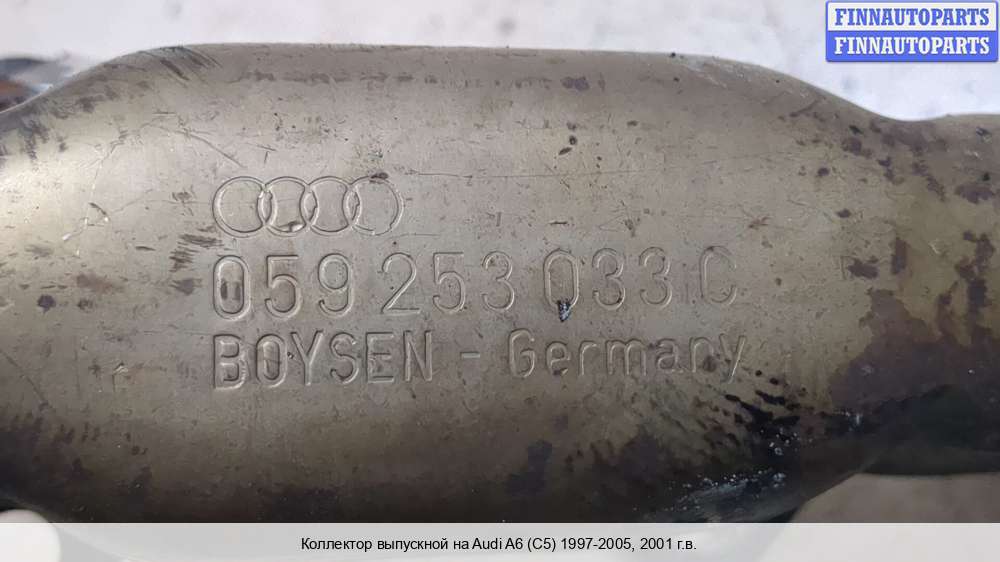 FINNAUTOPARTS
FINNAUTOPARTS
059 253 033 C
BOYSEN - Germany
Коллектор выпускной на Audi A6 (C5) 1997-2005, 2001 г.в.